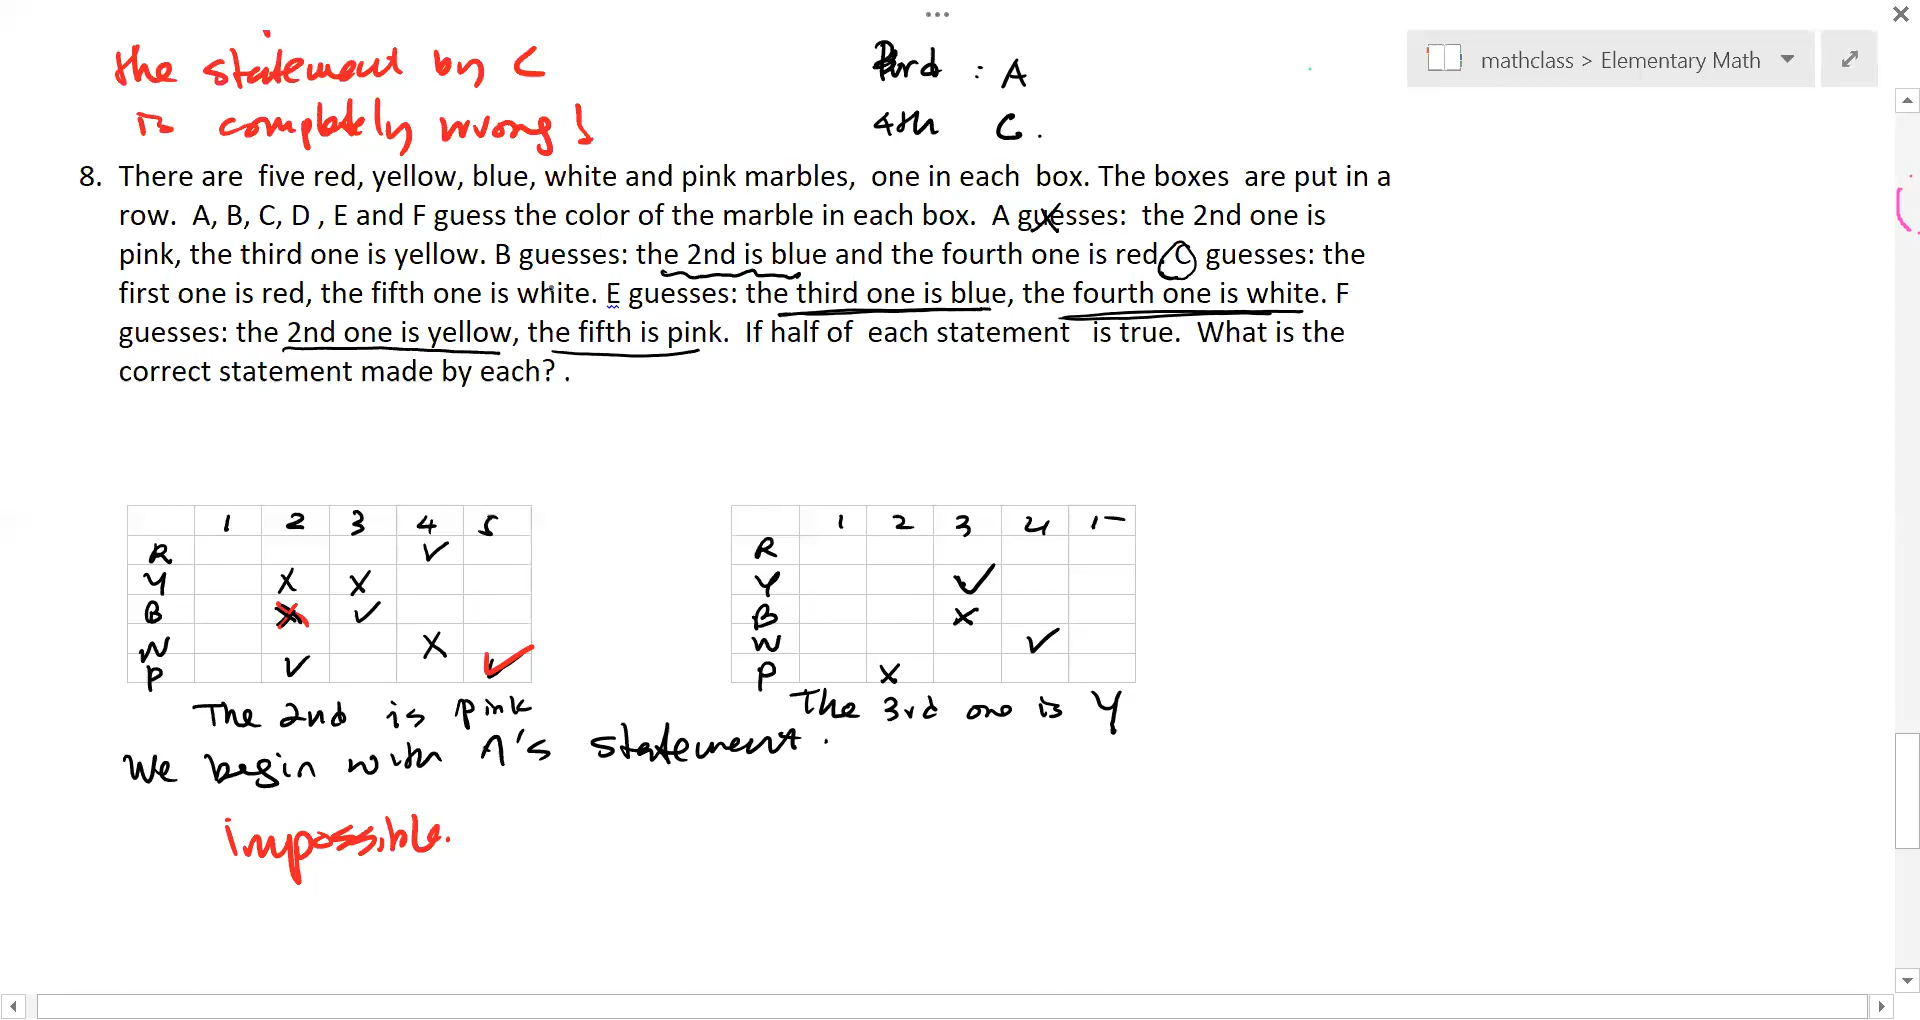 the statement by C
is completely wrong!
third : A
4th C.
mathclass > Elementary Math
8. There are five red, yellow, blue, white and pink marbles, one in each box. The boxes are put in a
row. A, B, C, D , E and F guess the color of the marble in each box. A guesses: the 2nd one is
pink, the third one is yellow. B guesses: the 2nd is blue and the fourth one is red. C guesses: the
first one is red, the fifth one is white. E guesses: the third one is blue, the fourth one is white. F
guesses: the 2nd one is yellow, the fifth is pink. If half of each statement is true. What is the
correct statement made by each? .
1 2 3 4 5
R ✓
Y X X
B X ✓
W X
P ✓ ✓
The 2nd is pink
1 2 3 4 5
R
Y ✓
B X
W ✓
P X
The 3rd one is Y
We begin with A's statement.
impossible.